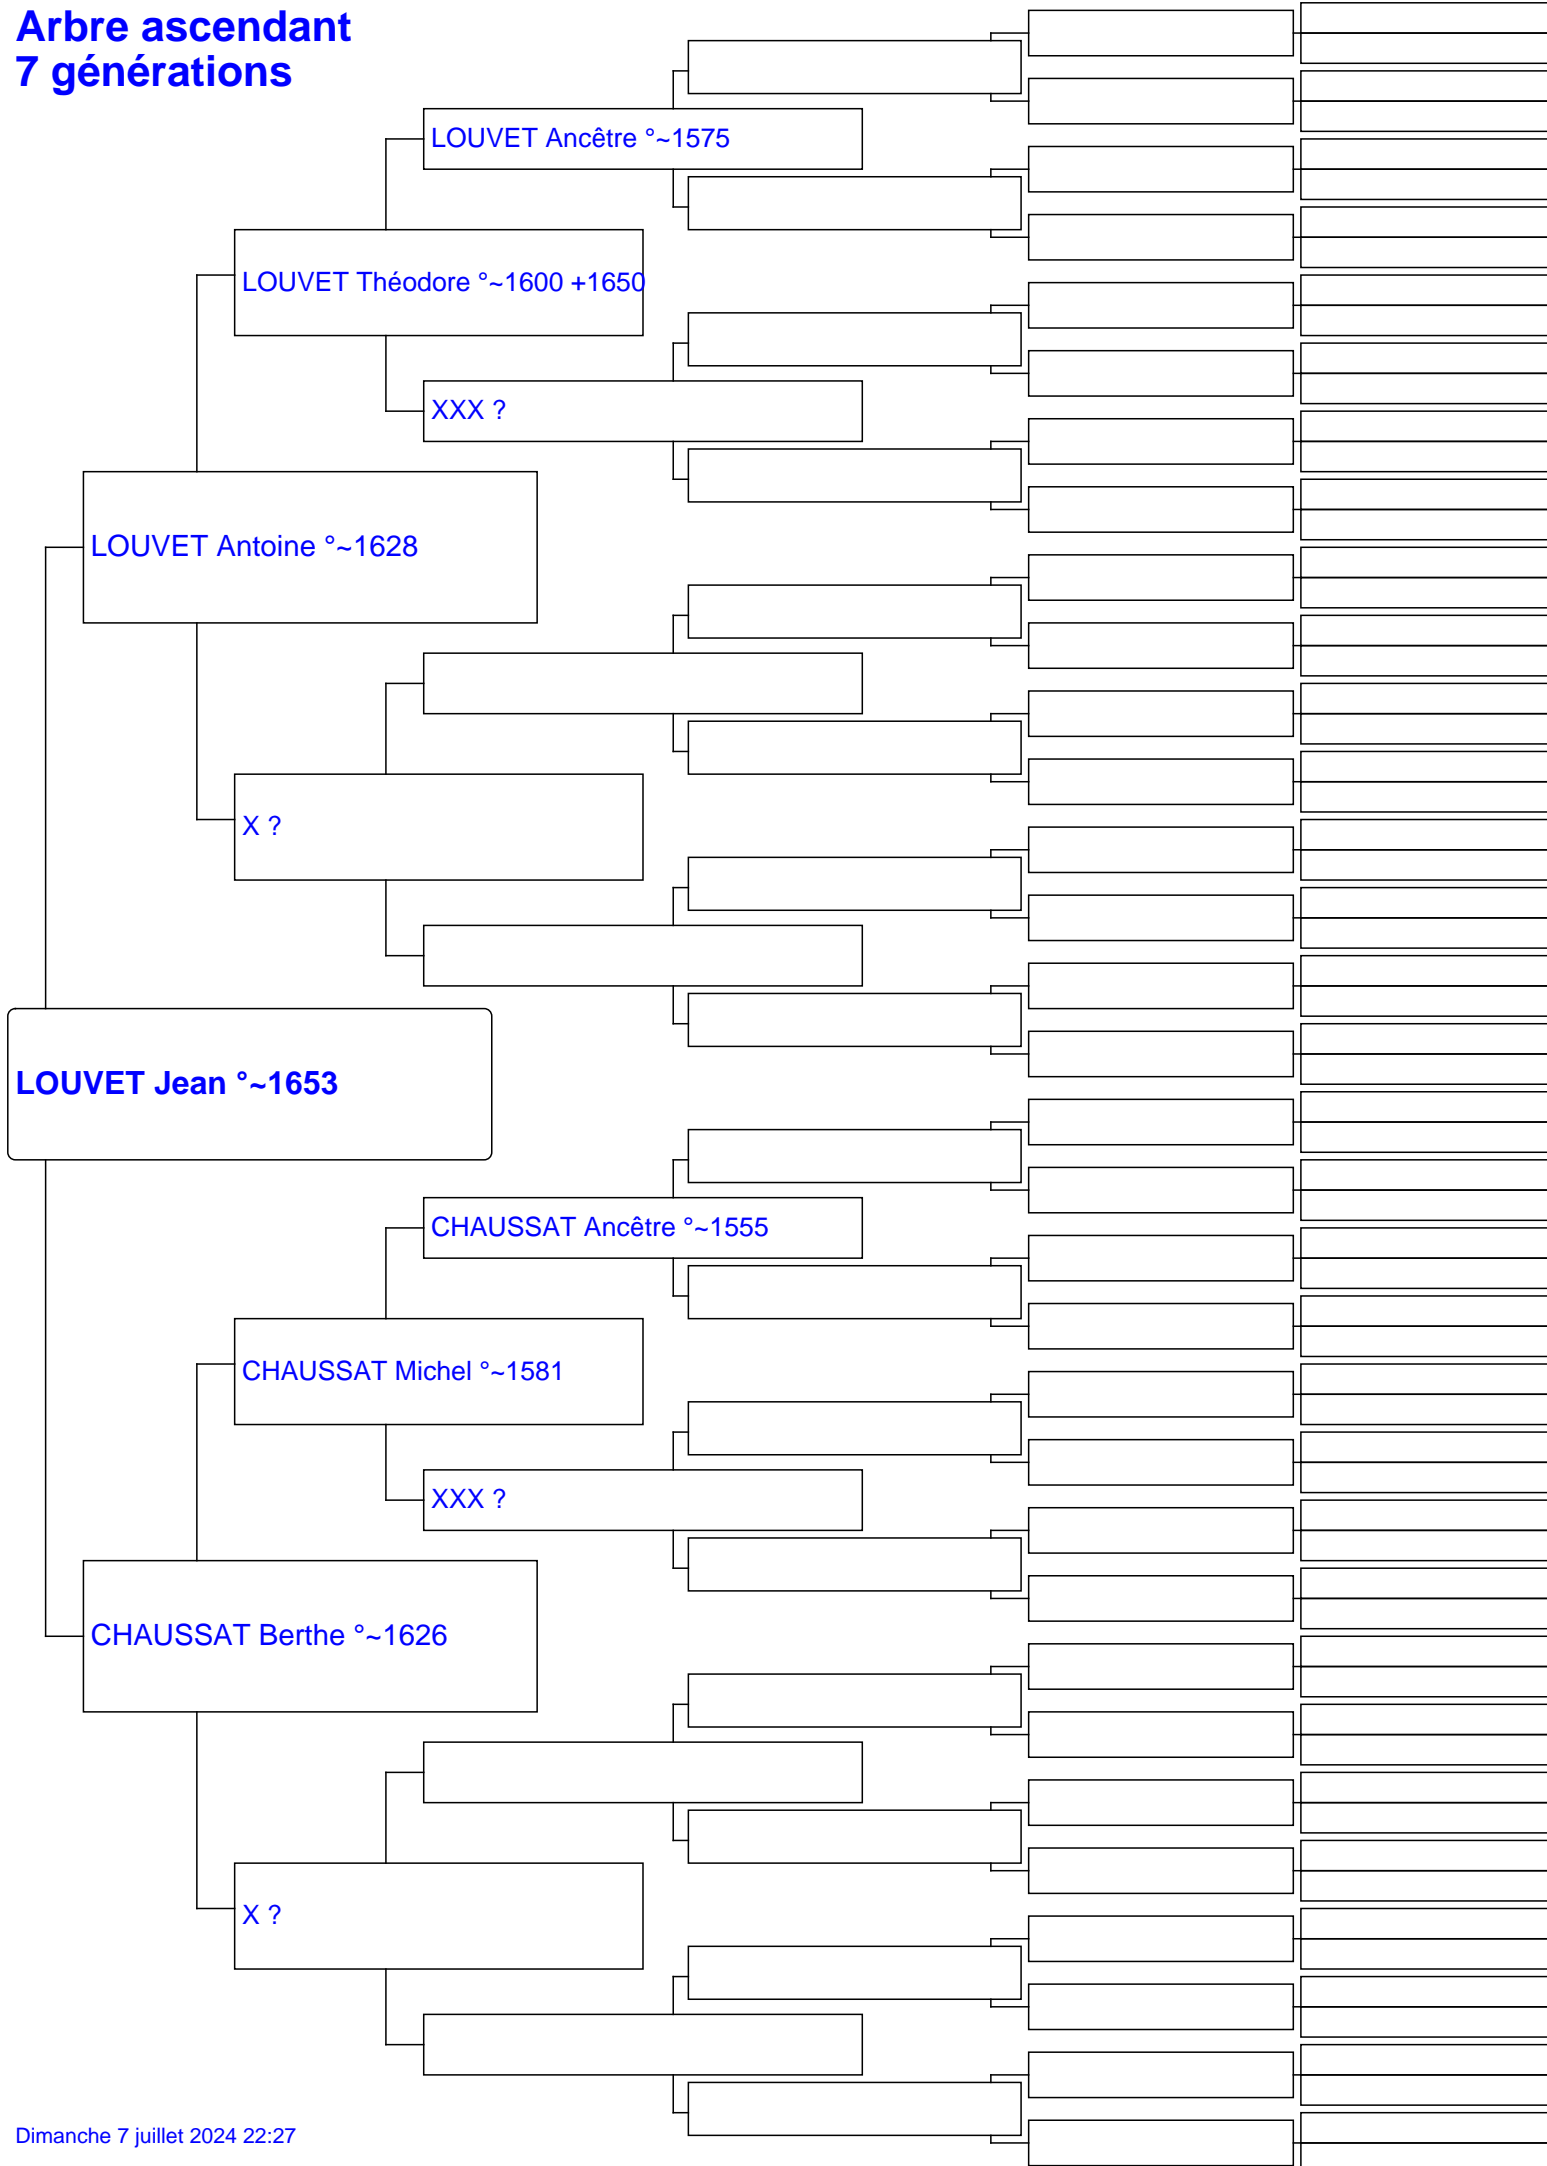 Arbre ascendant
7 générations
LOUVET Ancêtre °~1575
LOUVET Théodore °~1600 +1650
XXX ?
LOUVET Antoine °~1628
X ?
LOUVET Jean °~1653
CHAUSSAT Ancêtre °~1555
CHAUSSAT Michel °~1581
XXX ?
CHAUSSAT Berthe °~1626
X ?
Dimanche 7 juillet 2024 22:27